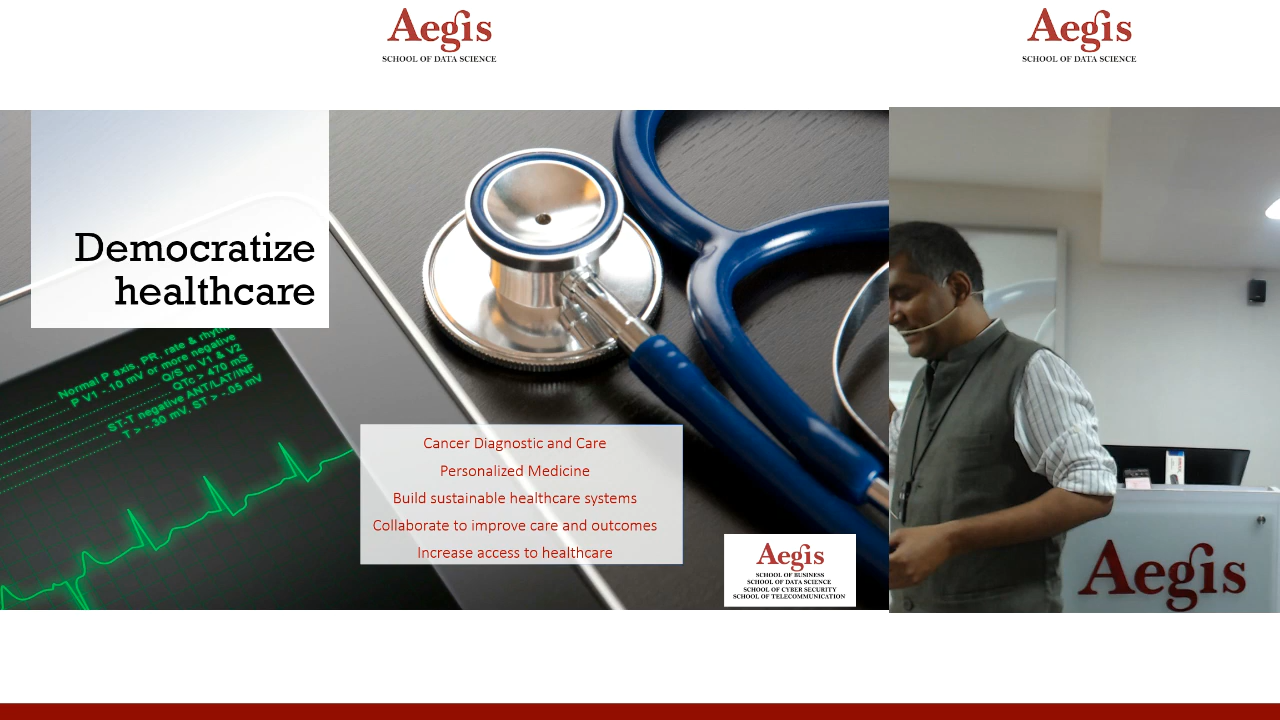 Aegis
SCHOOL OF DATA SCIENCE
Aegis
SCHOOL OF DATA SCIENCE
Democratize
healthcare
Normal P axis, PR, rate & rhythm
P V1 -.10 mV or more negative
Q/S in V1 & V2
QTc > 470 mS
ST-T negative ANT/LAT/INF
T > -.30 mV, ST > -.05 mV
Cancer Diagnostic and Care
Personalized Medicine
Build sustainable healthcare systems
Collaborate to improve care and outcomes
Increase access to healthcare
Aegis
SCHOOL OF BUSINESS
SCHOOL OF DATA SCIENCE
SCHOOL OF CYBER SECURITY
SCHOOL OF TELECOMMUNICATION
Aegis